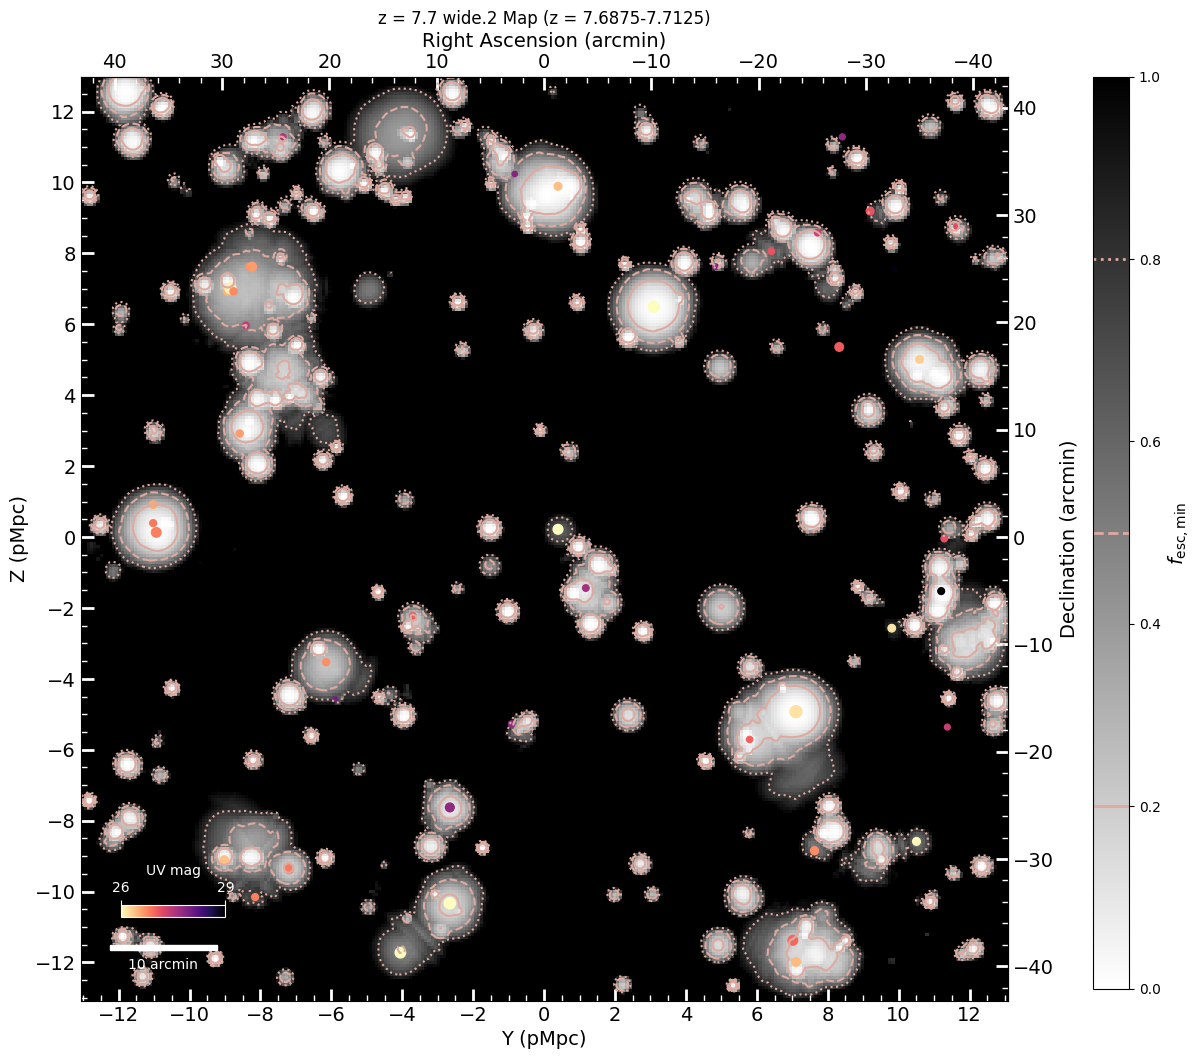 z = 7.7 wide.2 Map (z = 7.6875-7.7125)
Right Ascension (arcmin)
40 30 20 10 0 −10 −20 −30 −40
12
10
8
6
4
2
0
−2
−4
−6
−8
−10
−12
Z (pMpc)
40
30
20
10
0
−10
−20
−30
−40
Declination (arcmin)
UV mag
26 29
10 arcmin
−12 −10 −8 −6 −4 −2 0 2 4 6 8 10 12
Y (pMpc)
1.0
0.8
0.6
0.4
0.2
0.0
fesc,min